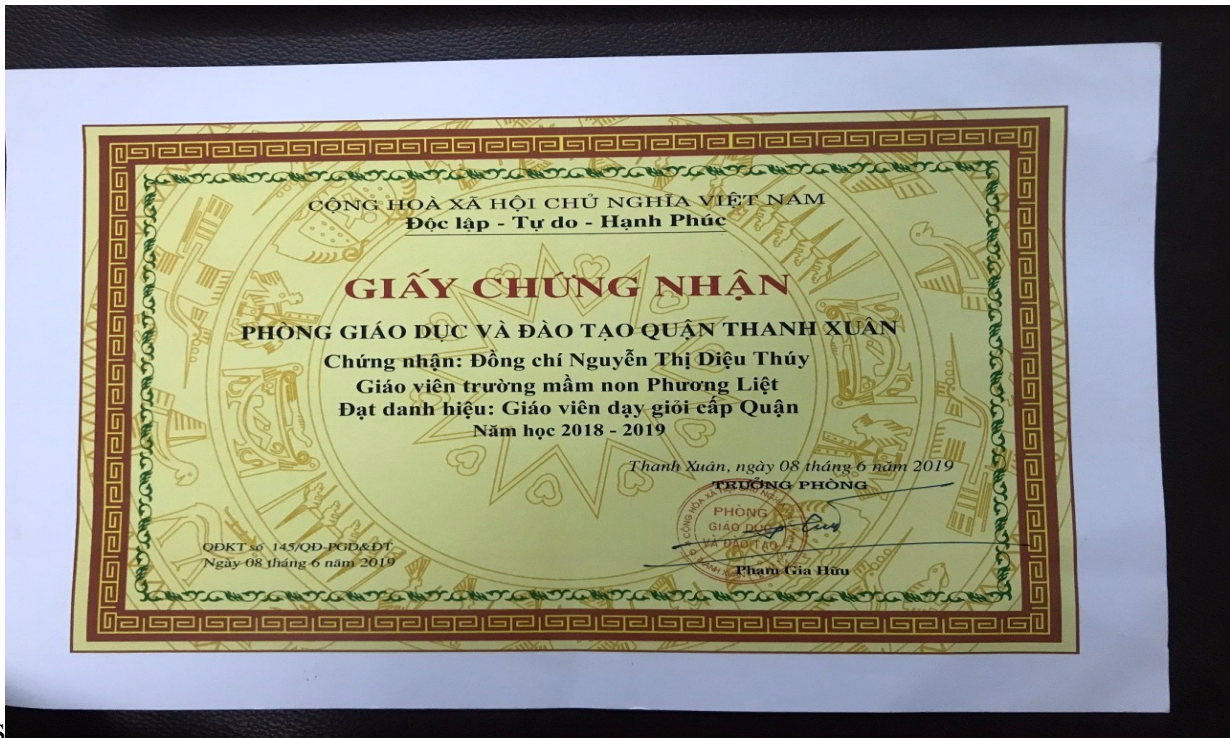 CỘNG HOÀ XÃ HỘI CHỦ NGHĨA VIỆT NAM
Độc lập - Tự do - Hạnh Phúc
GIẤY CHỨNG NHẬN
PHÒNG GIÁO DỤC VÀ ĐÀO TẠO QUẬN THANH XUÂN
Chứng nhận: Đồng chí Nguyễn Thị Diệu Thúy
Giáo viên trường mầm non Phương Liệt
Đạt danh hiệu: Giáo viên dạy giỏi cấp Quận
Năm học 2018 - 2019
Thanh Xuân, ngày 08 tháng 6 năm 2019
TRƯỞNG PHÒNG
PHÒNG
GIÁO DỤC
VÀ ĐÀO TẠO
Phạm Gia Hữu
QĐKT số 145/QĐ-PGD&ĐT
Ngày 08 tháng 6 năm 2019
s